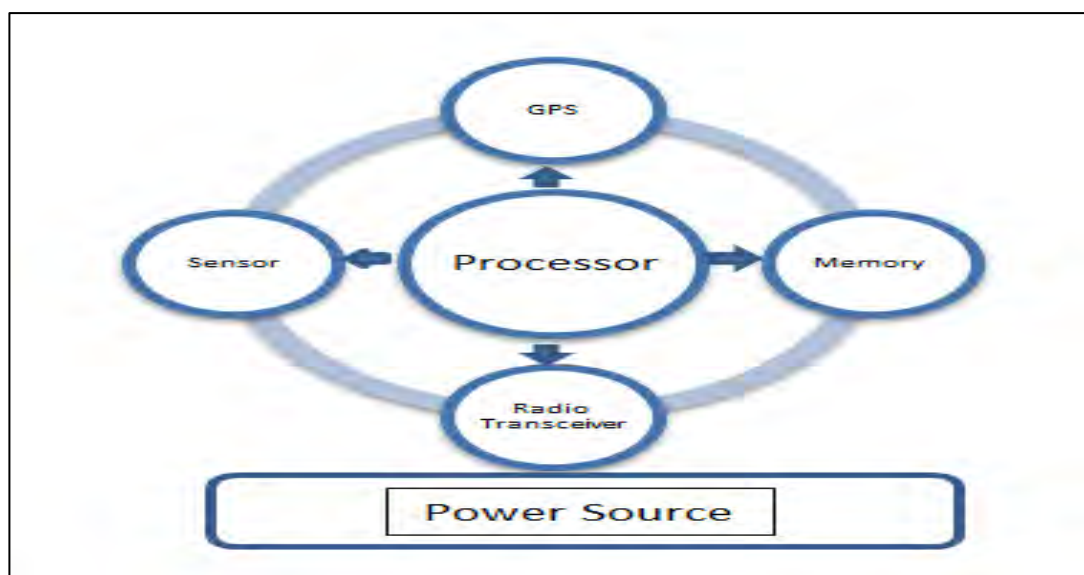 GPS
Sensor
Processor
Memory
Radio
Transceiver
Power Source